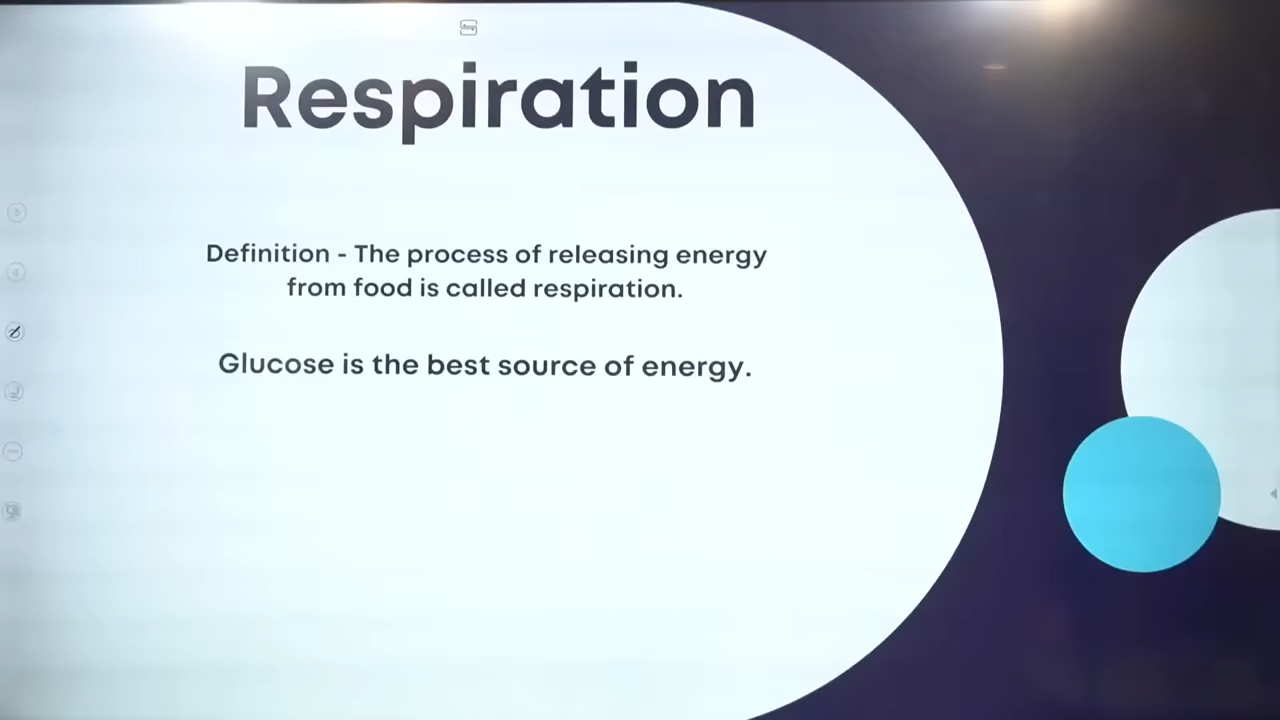 Respiration
Definition - The process of releasing energy
from food is called respiration.
Glucose is the best source of energy.